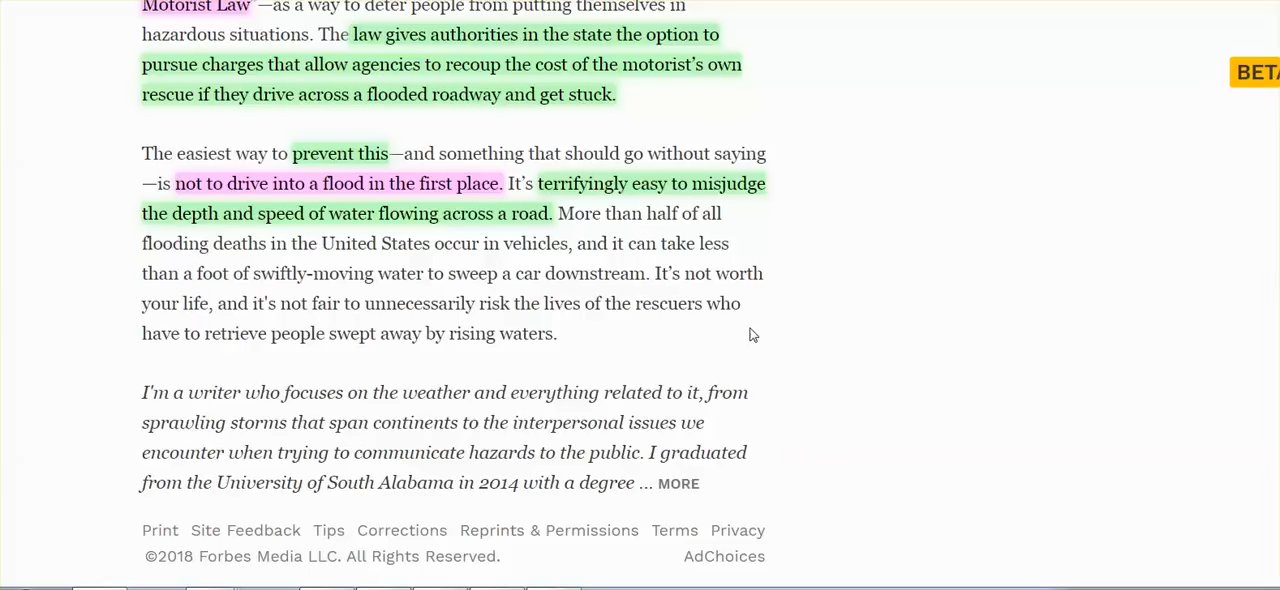 Motorist Law"—as a way to deter people from putting themselves in
hazardous situations. The law gives authorities in the state the option to
pursue charges that allow agencies to recoup the cost of the motorist’s own
rescue if they drive across a flooded roadway and get stuck.
BETA
The easiest way to prevent this—and something that should go without saying
—is not to drive into a flood in the first place. It’s terrifyingly easy to misjudge
the depth and speed of water flowing across a road. More than half of all
flooding deaths in the United States occur in vehicles, and it can take less
than a foot of swiftly-moving water to sweep a car downstream. It’s not worth
your life, and it's not fair to unnecessarily risk the lives of the rescuers who
have to retrieve people swept away by rising waters.
I'm a writer who focuses on the weather and everything related to it, from
sprawling storms that span continents to the interpersonal issues we
encounter when trying to communicate hazards to the public. I graduated
from the University of South Alabama in 2014 with a degree ... MORE
Print Site Feedback Tips Corrections Reprints & Permissions Terms Privacy
©2018 Forbes Media LLC. All Rights Reserved. AdChoices